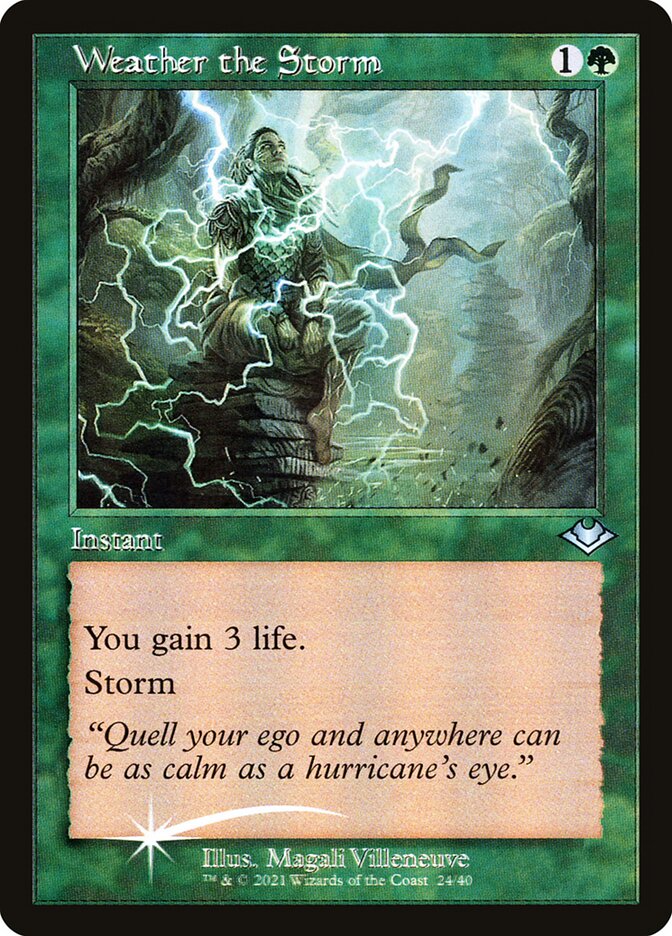 Weather the Storm 1
Instant
You gain 3 life.
Storm
“Quell your ego and anywhere can
be as calm as a hurricane’s eye.”
Illus. Magali Villeneuve
™ & © 2021 Wizards of the Coast 24/40